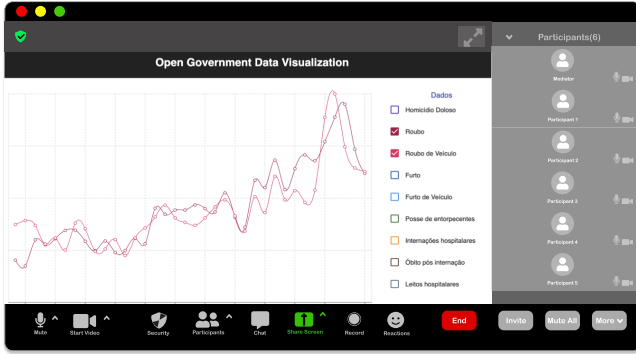 Participants(6)
Open Government Data Visualization
Mediator
Participant 1
Participant 2
Participant 3
Participant 4
Participant 5
Dados
Homicídio Doloso
Roubo
Roubo de Veículo
Furto
Furto de Veículo
Posse de entorpecentes
Internações hospitalares
Óbito pós internação
Leitos hospitalares
Mute
Start Video
Security
Participants
Chat
Share Screen
Record
Reactions
End
Invite
Mute All
More